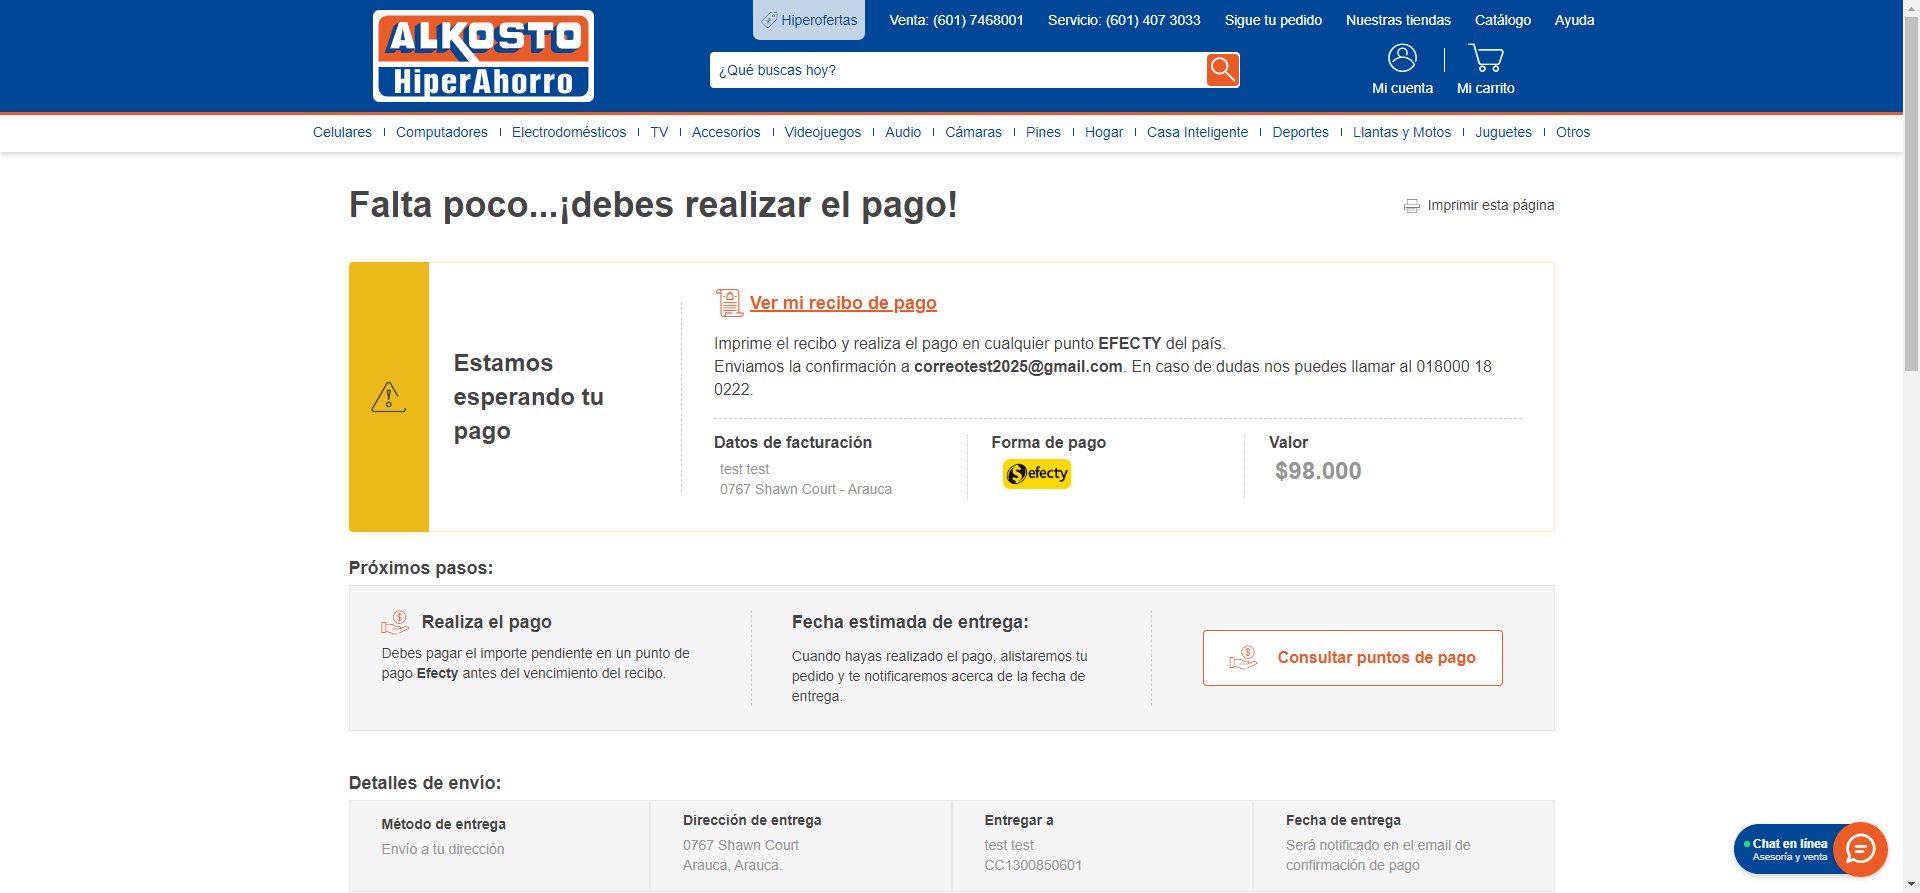 ALKOSTO
HiperAhorro
Hiperofertas
Venta: (601) 7468001
Servicio: (601) 407 3033
Sigue tu pedido
Nuestras tiendas
Catálogo
Ayuda
¿Qué buscas hoy?
Mi cuenta
Mi carrito
Celulares
Computadores
Electrodomésticos
TV
Accesorios
Videojuegos
Audio
Cámaras
Pines
Hogar
Casa Inteligente
Deportes
Llantas y Motos
Juguetes
Otros
Falta poco...¡debes realizar el pago!
Imprimir esta página
Estamos
esperando tu
pago
Ver mi recibo de pago
Imprime el recibo y realiza el pago en cualquier punto EFECTY del país.
Enviamos la confirmación a correotest2025@gmail.com. En caso de dudas nos puedes llamar al 018000 18
0222.
Datos de facturación
test test
0767 Shawn Court - Arauca
Forma de pago
efecty
Valor
$98.000
Próximos pasos:
Realiza el pago
Debes pagar el importe pendiente en un punto de
pago Efecty antes del vencimiento del recibo.
Fecha estimada de entrega:
Cuando hayas realizado el pago, alistaremos tu
pedido y te notificaremos acerca de la fecha de
entrega.
Consultar puntos de pago
Detalles de envío:
Método de entrega
Envío a tu dirección
Dirección de entrega
0767 Shawn Court
Arauca, Arauca.
Entregar a
test test
CC1300850601
Fecha de entrega
Será notificado en el email de
confirmación de pago
Chat en línea
Asesoría y venta